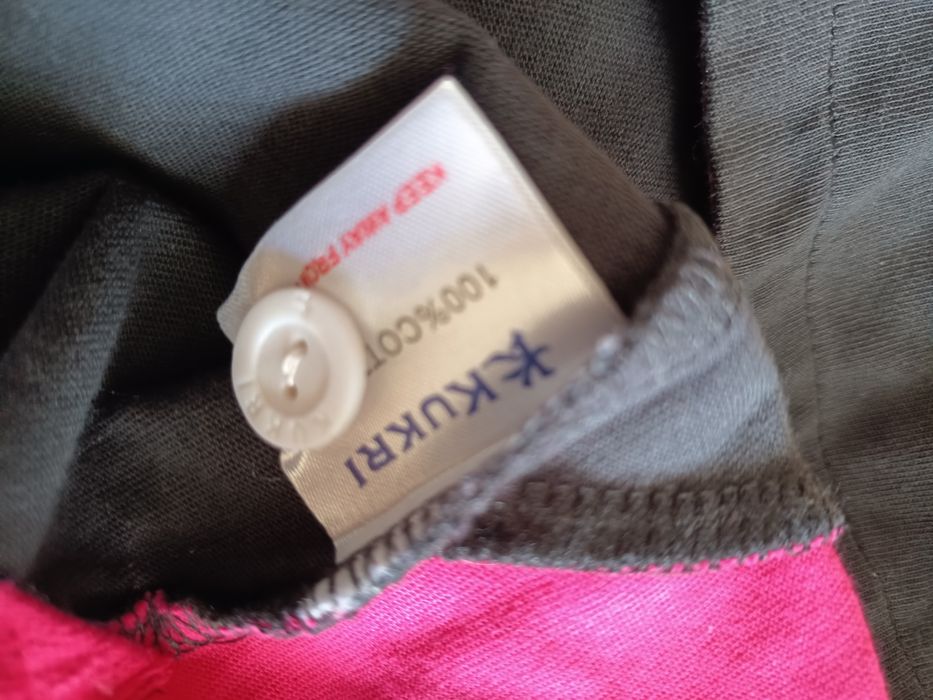 KUKRI
100% COT
KEEP AWAY FRO